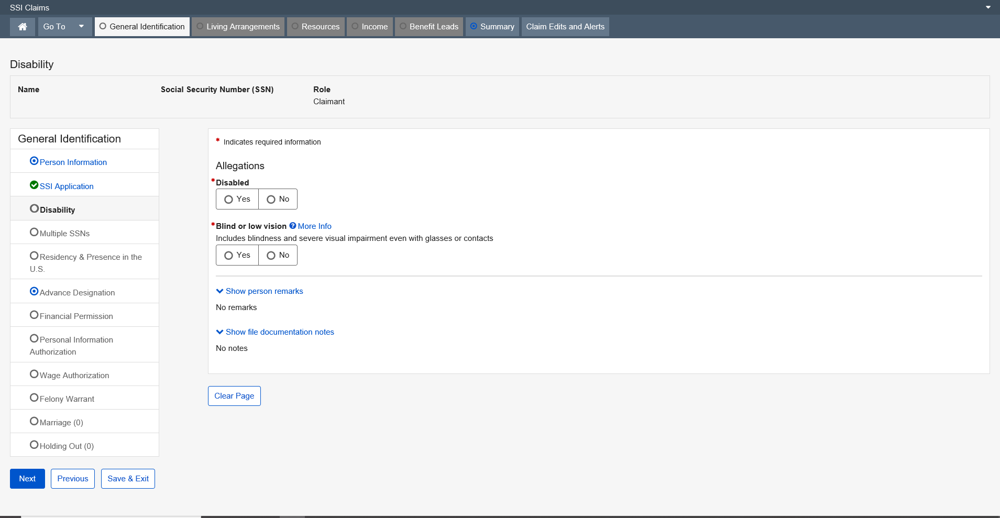 SSI Claims
Go To
General Identification
Living Arrangements
Resources
Income
Benefit Leads
Summary
Claim Edits and Alerts
Disability
Name
Social Security Number (SSN)
Role
Claimant
General Identification
Person Information
SSI Application
Disability
Multiple SSNs
Residency & Presence in the
U.S.
Advance Designation
Financial Permission
Personal Information
Authorization
Wage Authorization
Felony Warrant
Marriage (0)
Holding Out (0)
Next
Previous
Save & Exit
* Indicates required information
Allegations
*Disabled
Yes
No
*Blind or low vision ? More Info
Includes blindness and severe visual impairment even with glasses or contacts
Yes
No
Show person remarks
No remarks
Show file documentation notes
No notes
Clear Page